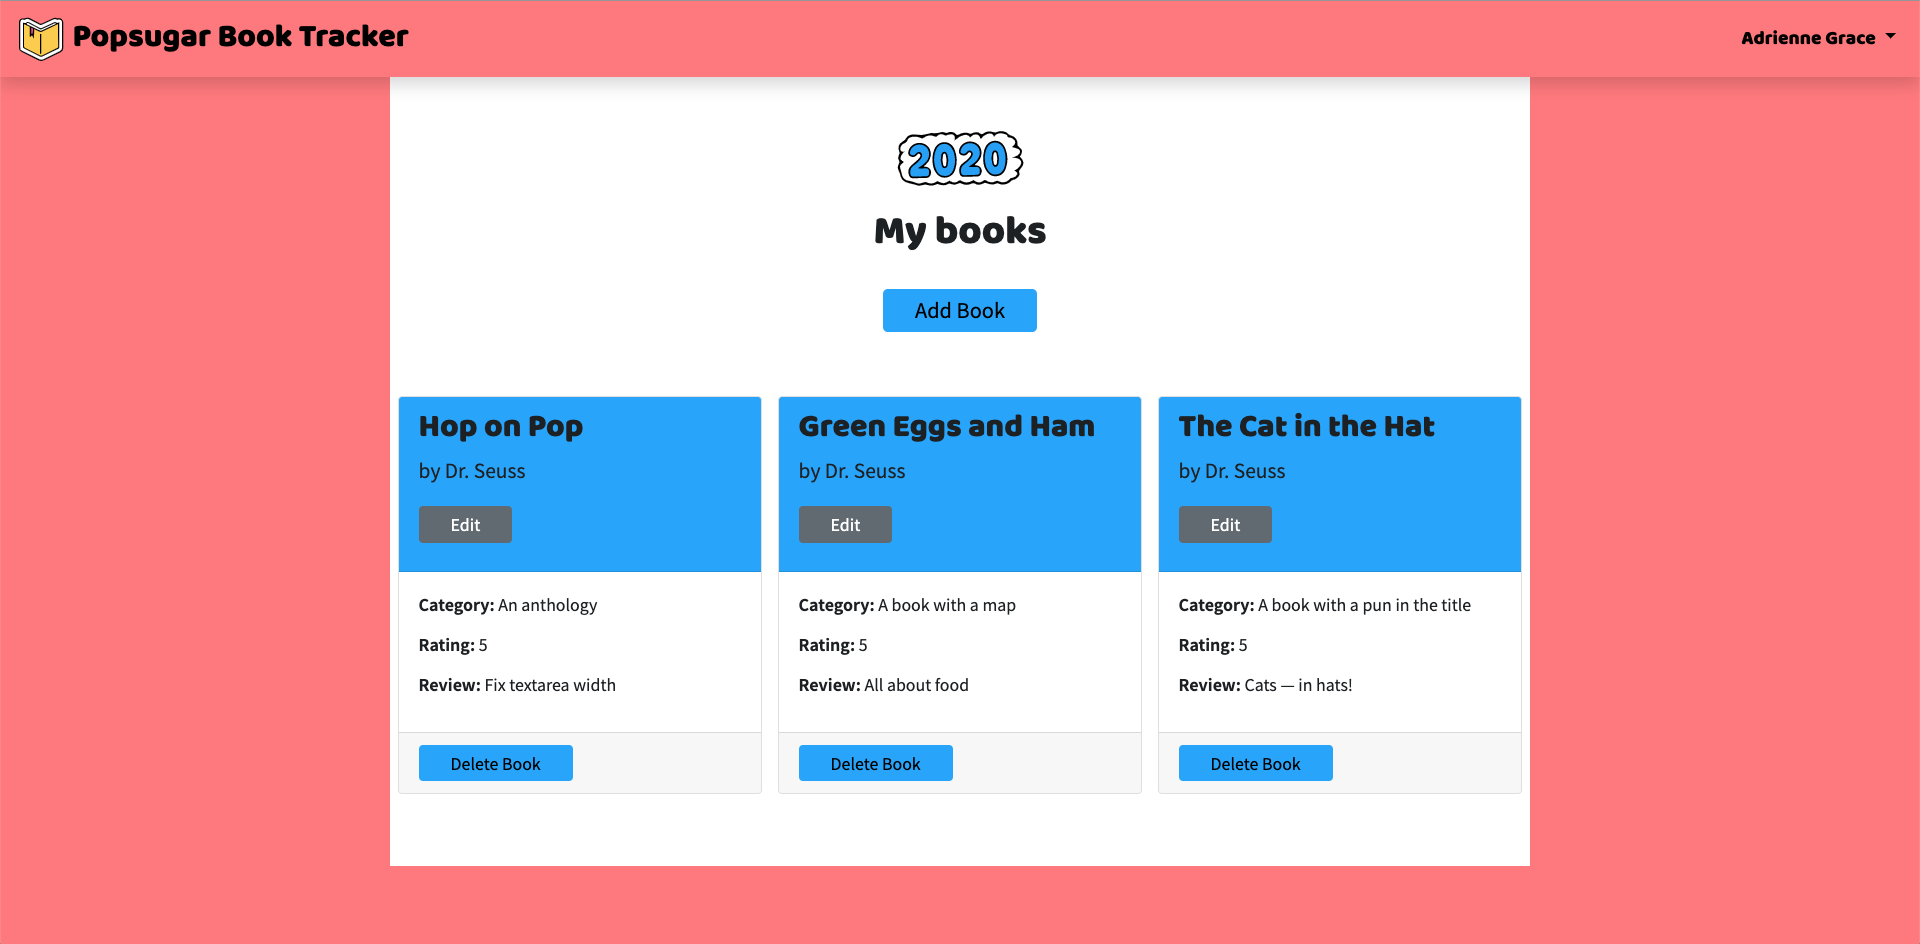 Popsugar Book Tracker
Adrienne Grace
2020
My books
Add Book
Hop on Pop
by Dr. Seuss
Edit
Category: An anthology
Rating: 5
Review: Fix textarea width
Delete Book
Green Eggs and Ham
by Dr. Seuss
Edit
Category: A book with a map
Rating: 5
Review: All about food
Delete Book
The Cat in the Hat
by Dr. Seuss
Edit
Category: A book with a pun in the title
Rating: 5
Review: Cats — in hats!
Delete Book